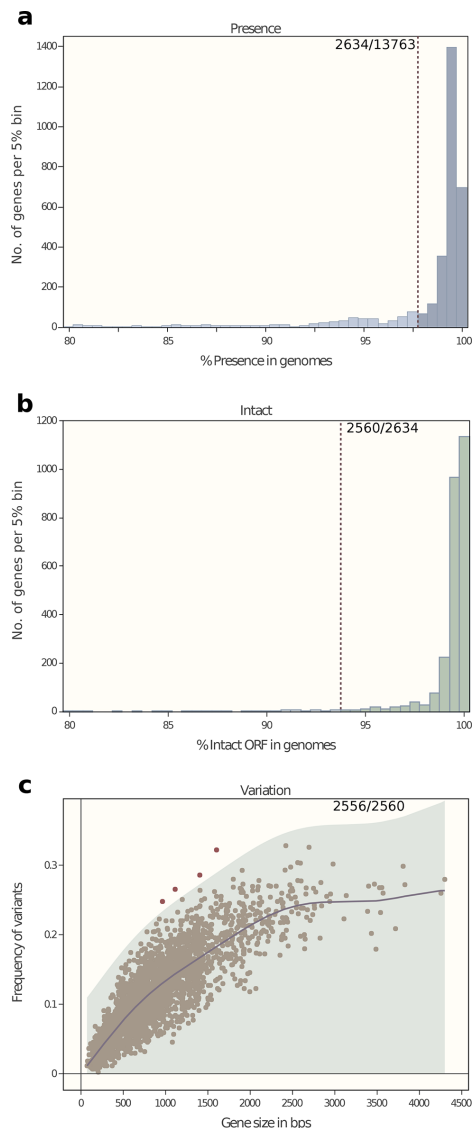 a
Presence
2634/13763
No. of genes per 5% bin
1400
1200
1000
800
600
400
200
0
80 85 90 95 100
% Presence in genomes
b
Intact
2560/2634
No. of genes per 5% bin
1200
1000
800
600
400
200
0
80 85 90 95 100
% Intact ORF in genomes
c
Variation
2556/2560
Frequency of variants
0.3
0.2
0.1
0
0 500 1000 1500 2000 2500 3000 3500 4000 4500
Gene size in bps